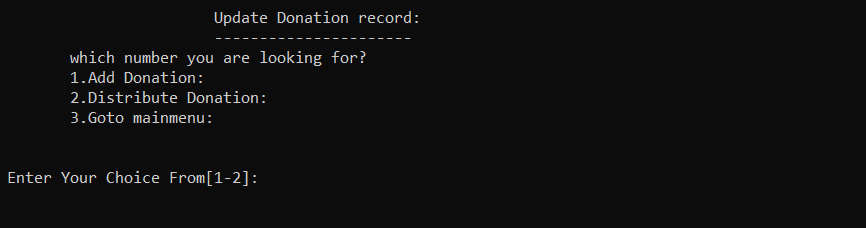 Update Donation record:
----------------------
which number you are looking for?
1.Add Donation:
2.Distribute Donation:
3.Goto mainmenu:
Enter Your Choice From[1-2]: